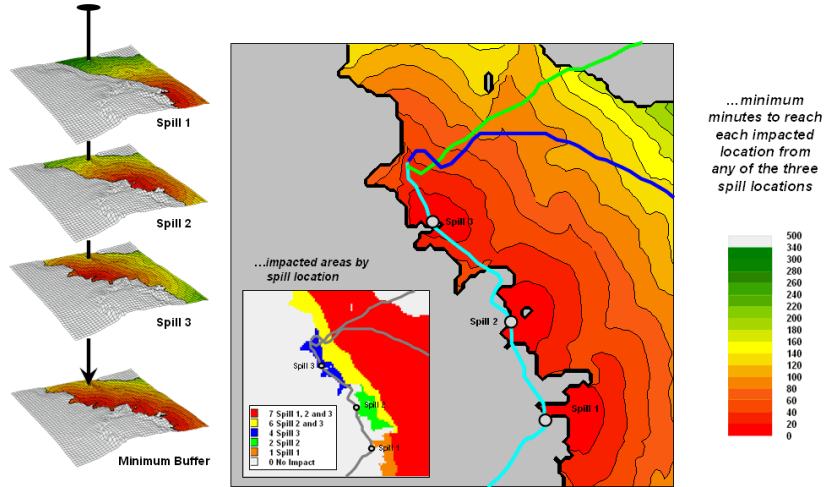 Spill 1
Spill 2
Spill 3
Minimum Buffer
Spill 3
Spill 2
Spill 1
...impacted areas by
spill location
Spill 3
Spill 2
Spill 1
7 Spill 1, 2 and 3
6 Spill 2 and 3
4 Spill 3
2 Spill 2
1 Spill 1
0 No Impact
...minimum
minutes to reach
each impacted
location from
any of the three
spill locations
500
340
320
300
280
260
240
220
200
180
160
140
120
100
80
60
40
20
0